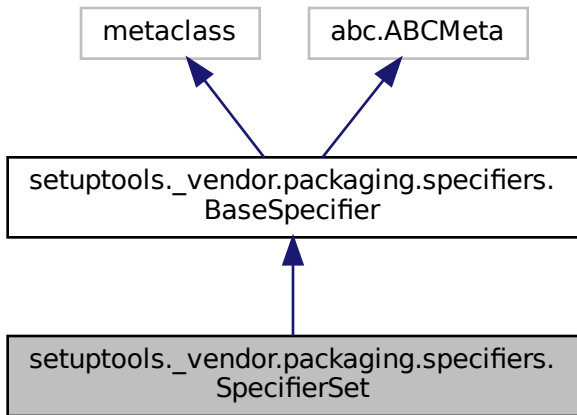 metaclass
abc.ABCMeta
setuptools._vendor.packaging.specifiers.
BaseSpecifier
setuptools._vendor.packaging.specifiers.
SpecifierSet